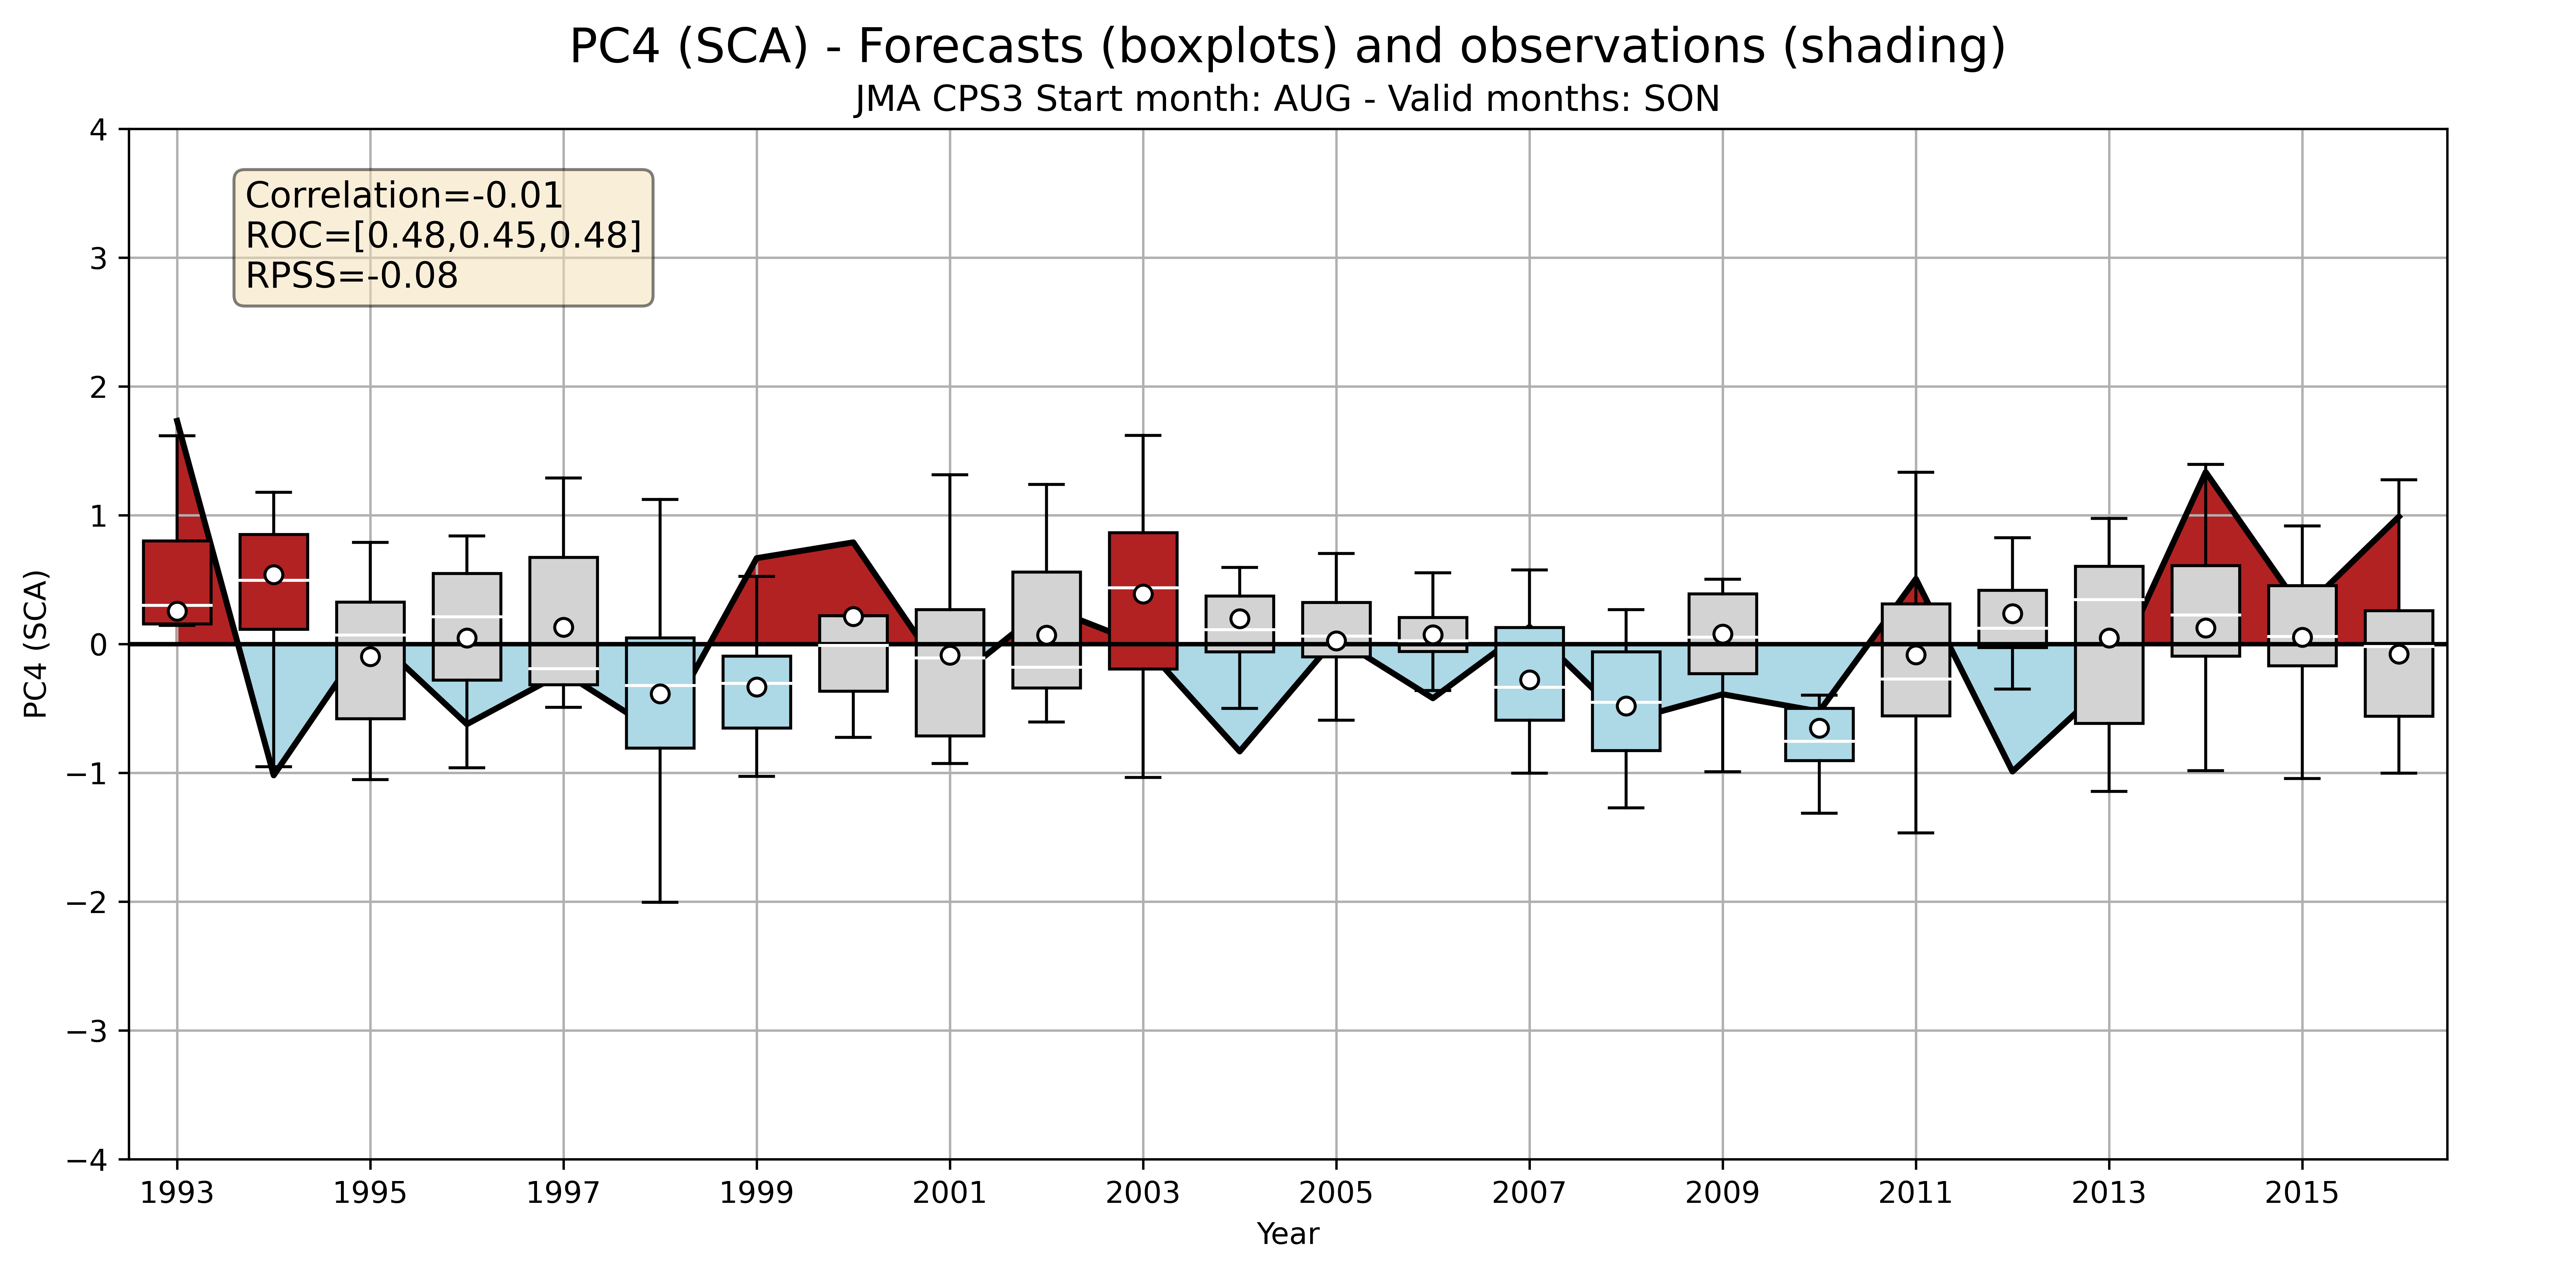 PC4 (SCA) - Forecasts (boxplots) and observations (shading)
JMA CPS3 Start month: AUG - Valid months: SON
Correlation=-0.01
ROC=[0.48,0.45,0.48]
RPSS=-0.08
PC4 (SCA)
4
3
2
1
0
−1
−2
−3
−4
1993 1995 1997 1999 2001 2003 2005 2007 2009 2011 2013 2015
Year